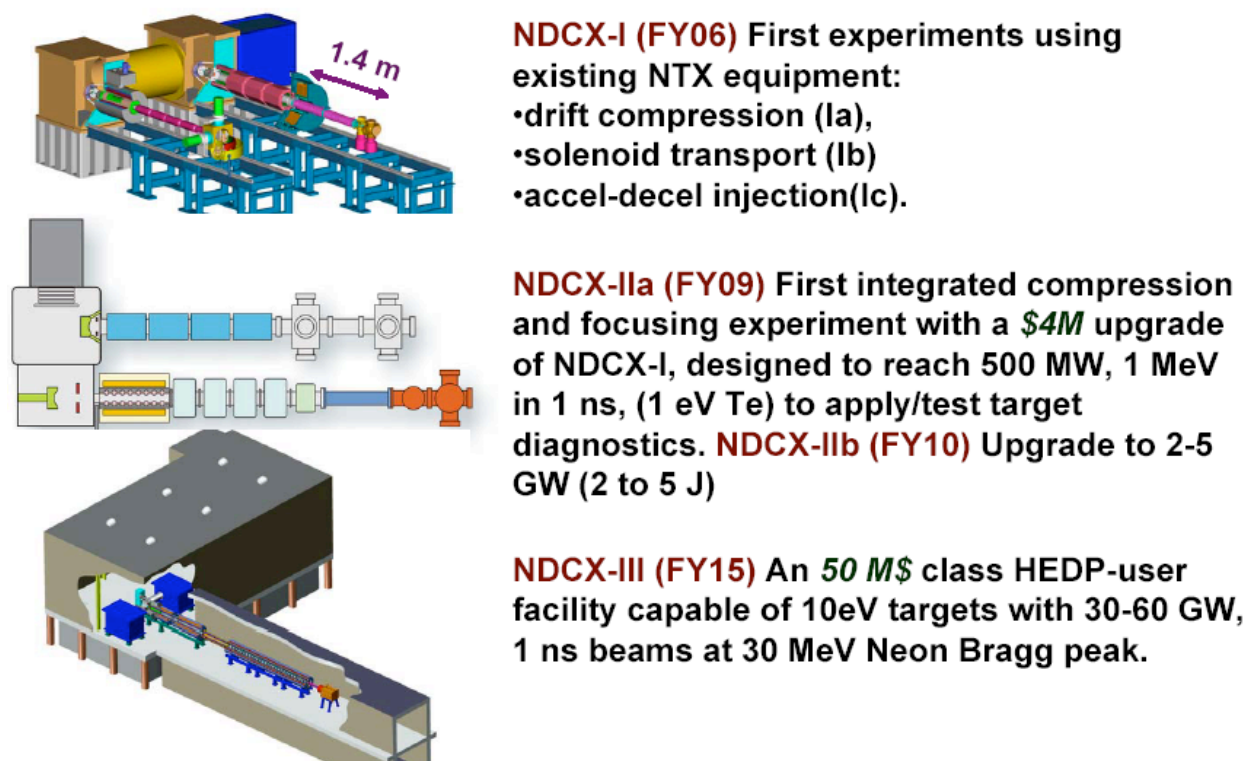 1.4 m
NDCX-I (FY06) First experiments using
existing NTX equipment:
•drift compression (Ia),
•solenoid transport (Ib)
•accel-decel injection(Ic).
NDCX-IIa (FY09) First integrated compression
and focusing experiment with a $4M upgrade
of NDCX-I, designed to reach 500 MW, 1 MeV
in 1 ns, (1 eV Te) to apply/test target
diagnostics. NDCX-IIb (FY10) Upgrade to 2-5
GW (2 to 5 J)
NDCX-III (FY15) An 50 M$ class HEDP-user
facility capable of 10eV targets with 30-60 GW,
1 ns beams at 30 MeV Neon Bragg peak.